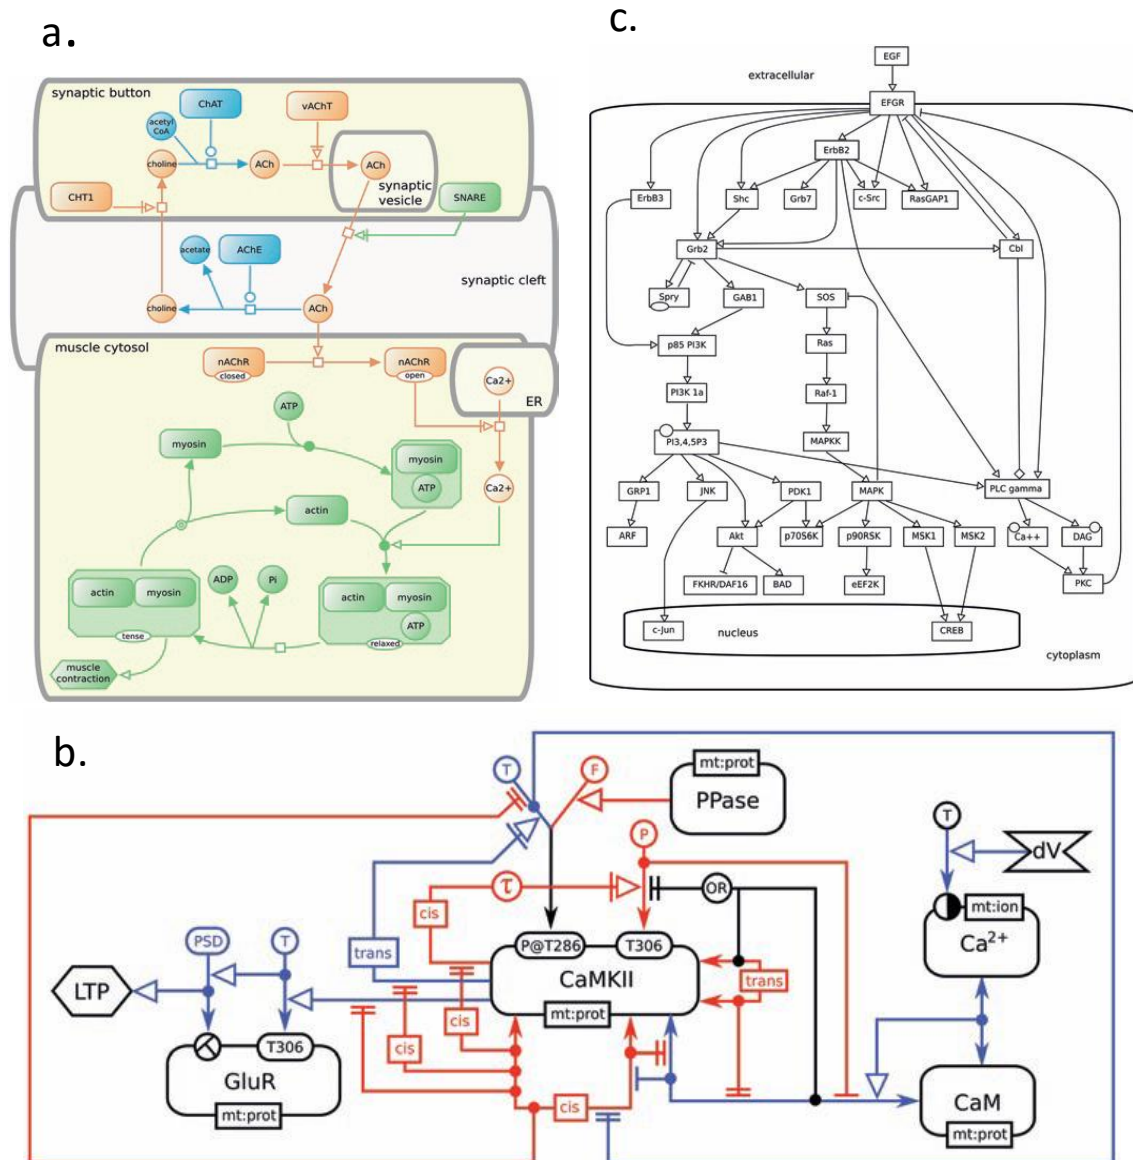 a.
synaptic button
ChAT
vAChT
acetyl
CoA
choline
ACh
ACh
synaptic
vesicle
CHT1
SNARE
acetate
AChE
synaptic cleft
choline
ACh
muscle cytosol
nAChR
closed
nAChR
open
Ca2+
ER
ATP
myosin
myosin
ATP
Ca2+
actin
ADP
Pi
actin
myosin
tense
actin
myosin
ATP
relaxed
muscle
contraction
c.
EGF
extracellular
EFGR
ErbB2
ErbB3
Shc
Grb7
c-Src
RasGAP1
Grb2
Cbl
Spry
GAB1
SOS
p85 PI3K
Ras
PI3K 1a
Raf-1
PI3,4,5P3
MAPKK
GRP1
JNK
PDK1
MAPK
PLC gamma
ARF
Akt
p70S6K
p90RSK
MSK1
MSK2
Ca++
DAG
FKHR/DAF16
BAD
eEF2K
PKC
c-Jun
nucleus
CREB
cytoplasm
b.
T
F
mt:prot
PPase
P
T
dV
τ
OR
cis
mt:ion
Ca2+
PSD
T
trans
P@T286
T306
LTP
CaMKII
trans
mt:prot
cis
cis
T306
GluR
mt:prot
cis
CaM
mt:prot